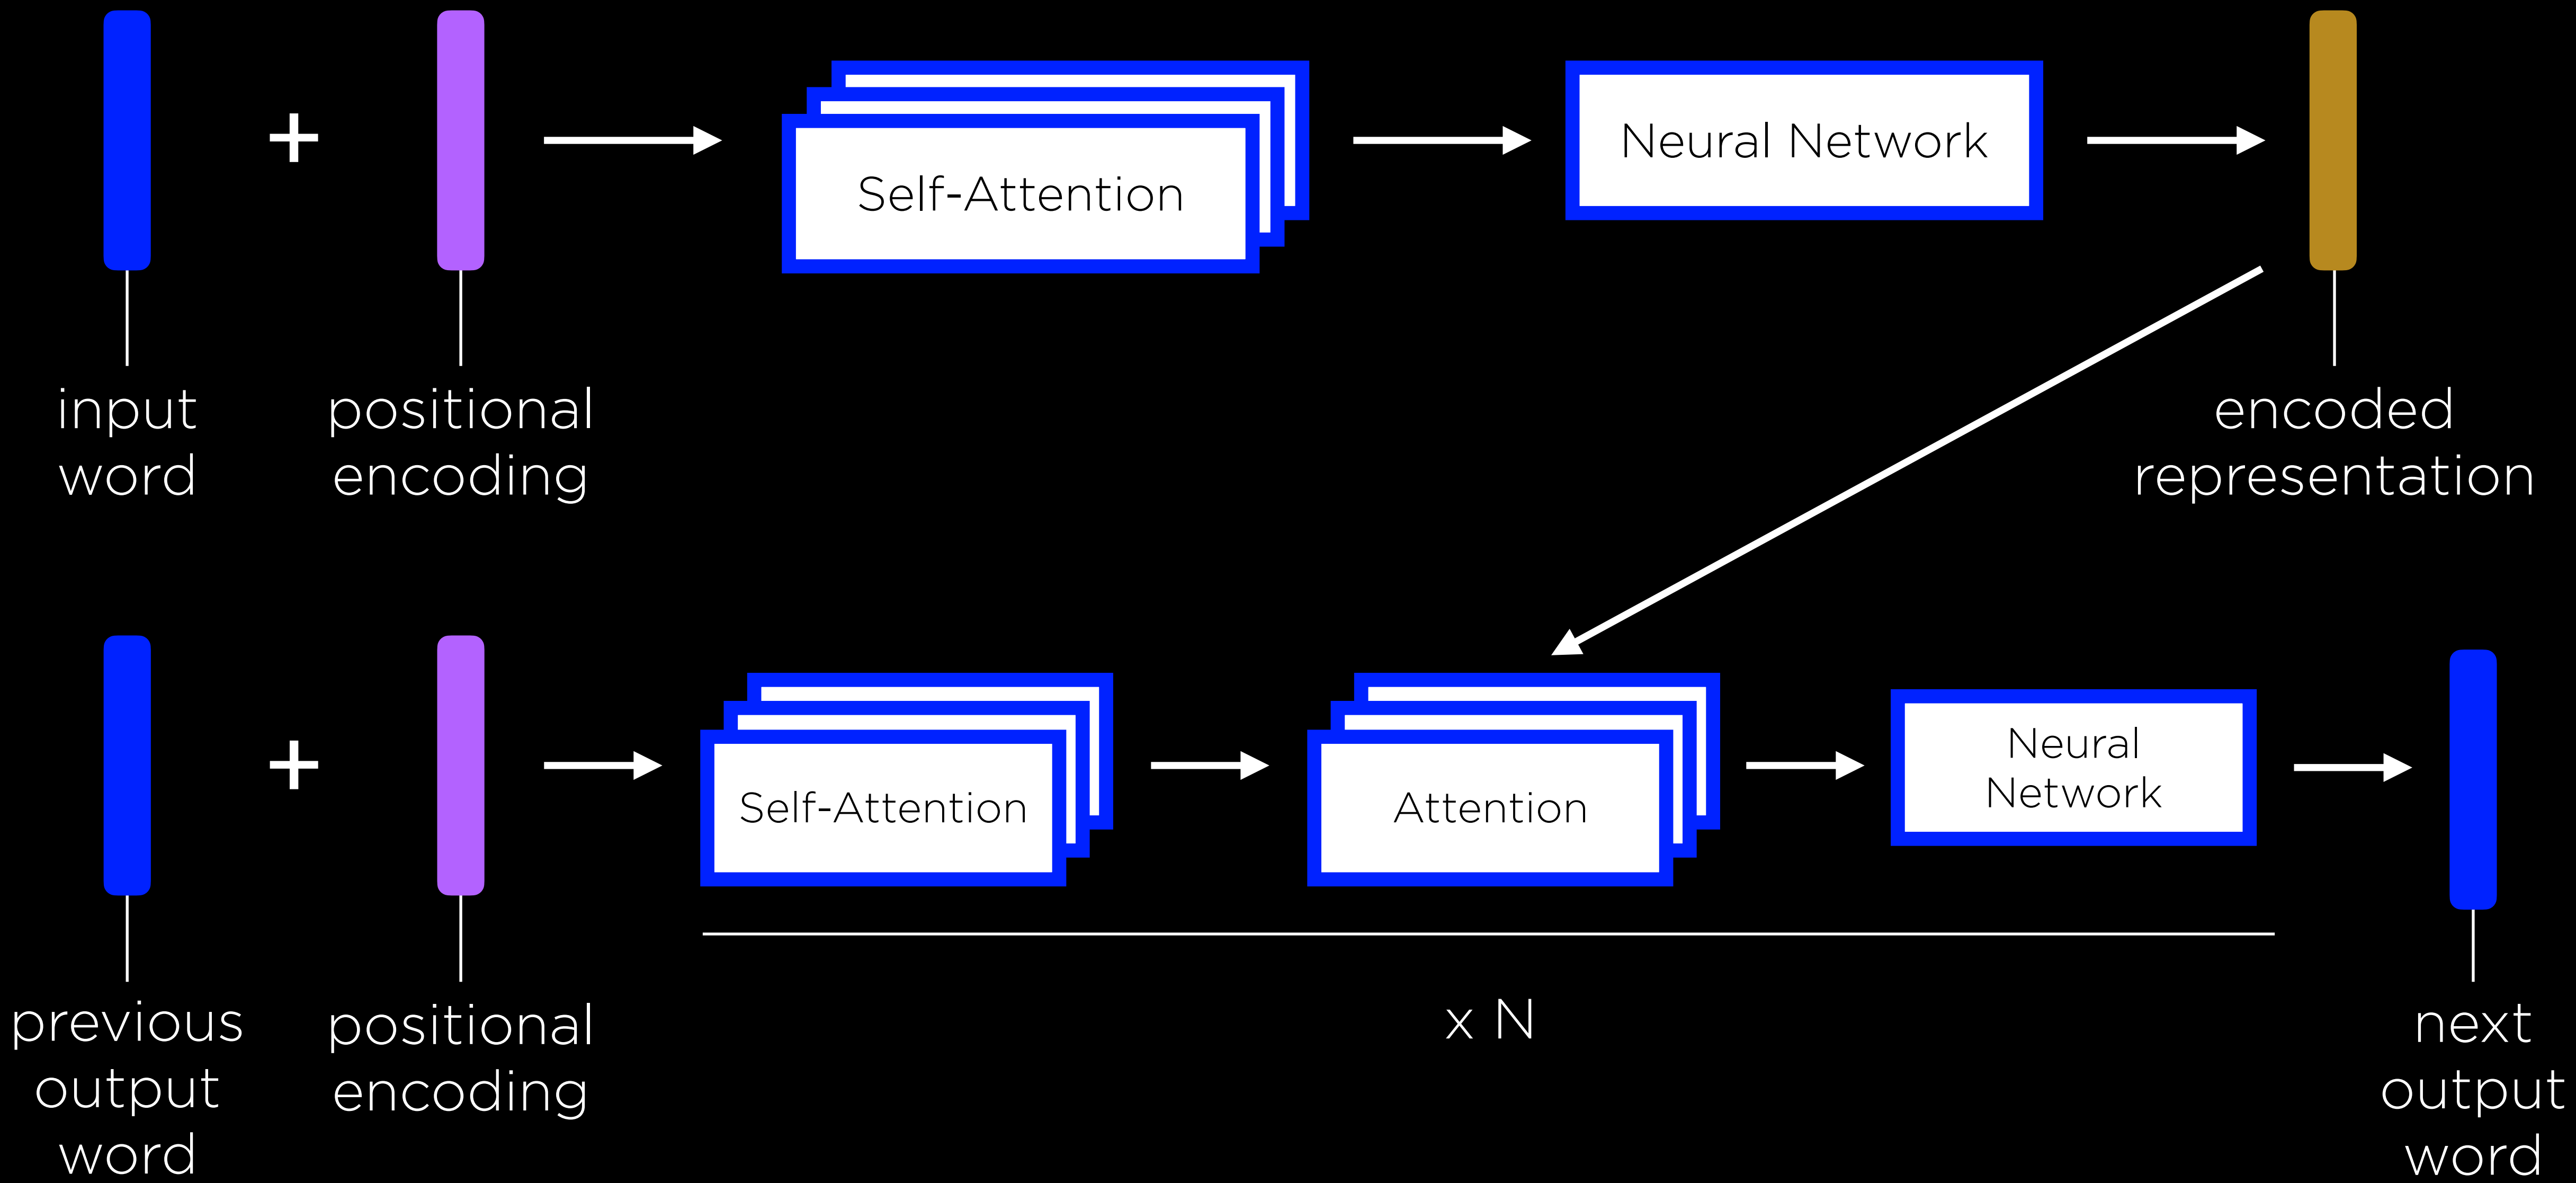 +
Self-Attention
Neural Network
input
word
positional
encoding
encoded
representation
+
Self-Attention
Attention
Neural
Network
x N
previous
output
word
positional
encoding
next
output
word